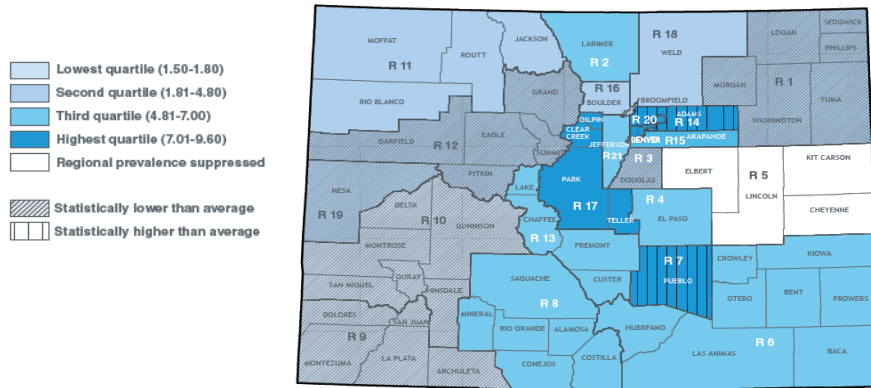 Lowest quartile (1.50-1.80)
Second quartile (1.81-4.80)
Third quartile (4.81-7.00)
Highest quartile (7.01-9.60)
Regional prevalence suppressed
Statistically lower than average
Statistically higher than average
MOFFAT
R 11
ROUTT
RIO BLANCO
JACKSON
LARIMER
R 2
R 18
WELD
LOGAN
SEDGWICK
PHILLIPS
R 1
MORGAN
YUMA
WASHINGTON
GRAND
R 16
BOULDER
BROOMFIELD
GILPIN
CLEAR
CREEK
R 20
DENVER
ADAMS
R 14
R15
ARAPAHOE
JEFFERSON
R21
R 3
DOUGLAS
R 12
GARFIELD
EAGLE
SUMMIT
PITKIN
LAKE
PARK
R 17
TELLER
ELBERT
R 5
LINCOLN
KIT CARSON
CHEYENNE
MESA
R 19
DELTA
R 10
GUNNISON
MONTROSE
CHAFFEE
R 13
R 4
EL PASO
FREMONT
CUSTER
R 7
PUEBLO
CROWLEY
KIOWA
OTERO
BENT
PROWERS
SAN MIGUEL
OURAY
HINSDALE
SAGUACHE
R 8
MINERAL
RIO GRANDE
ALAMOSA
DOLORES
SAN JUAN
R 9
MONTEZUMA
LA PLATA
ARCHULETA
CONEJOS
COSTILLA
HUERFANO
LAS ANIMAS
R 6
BACA